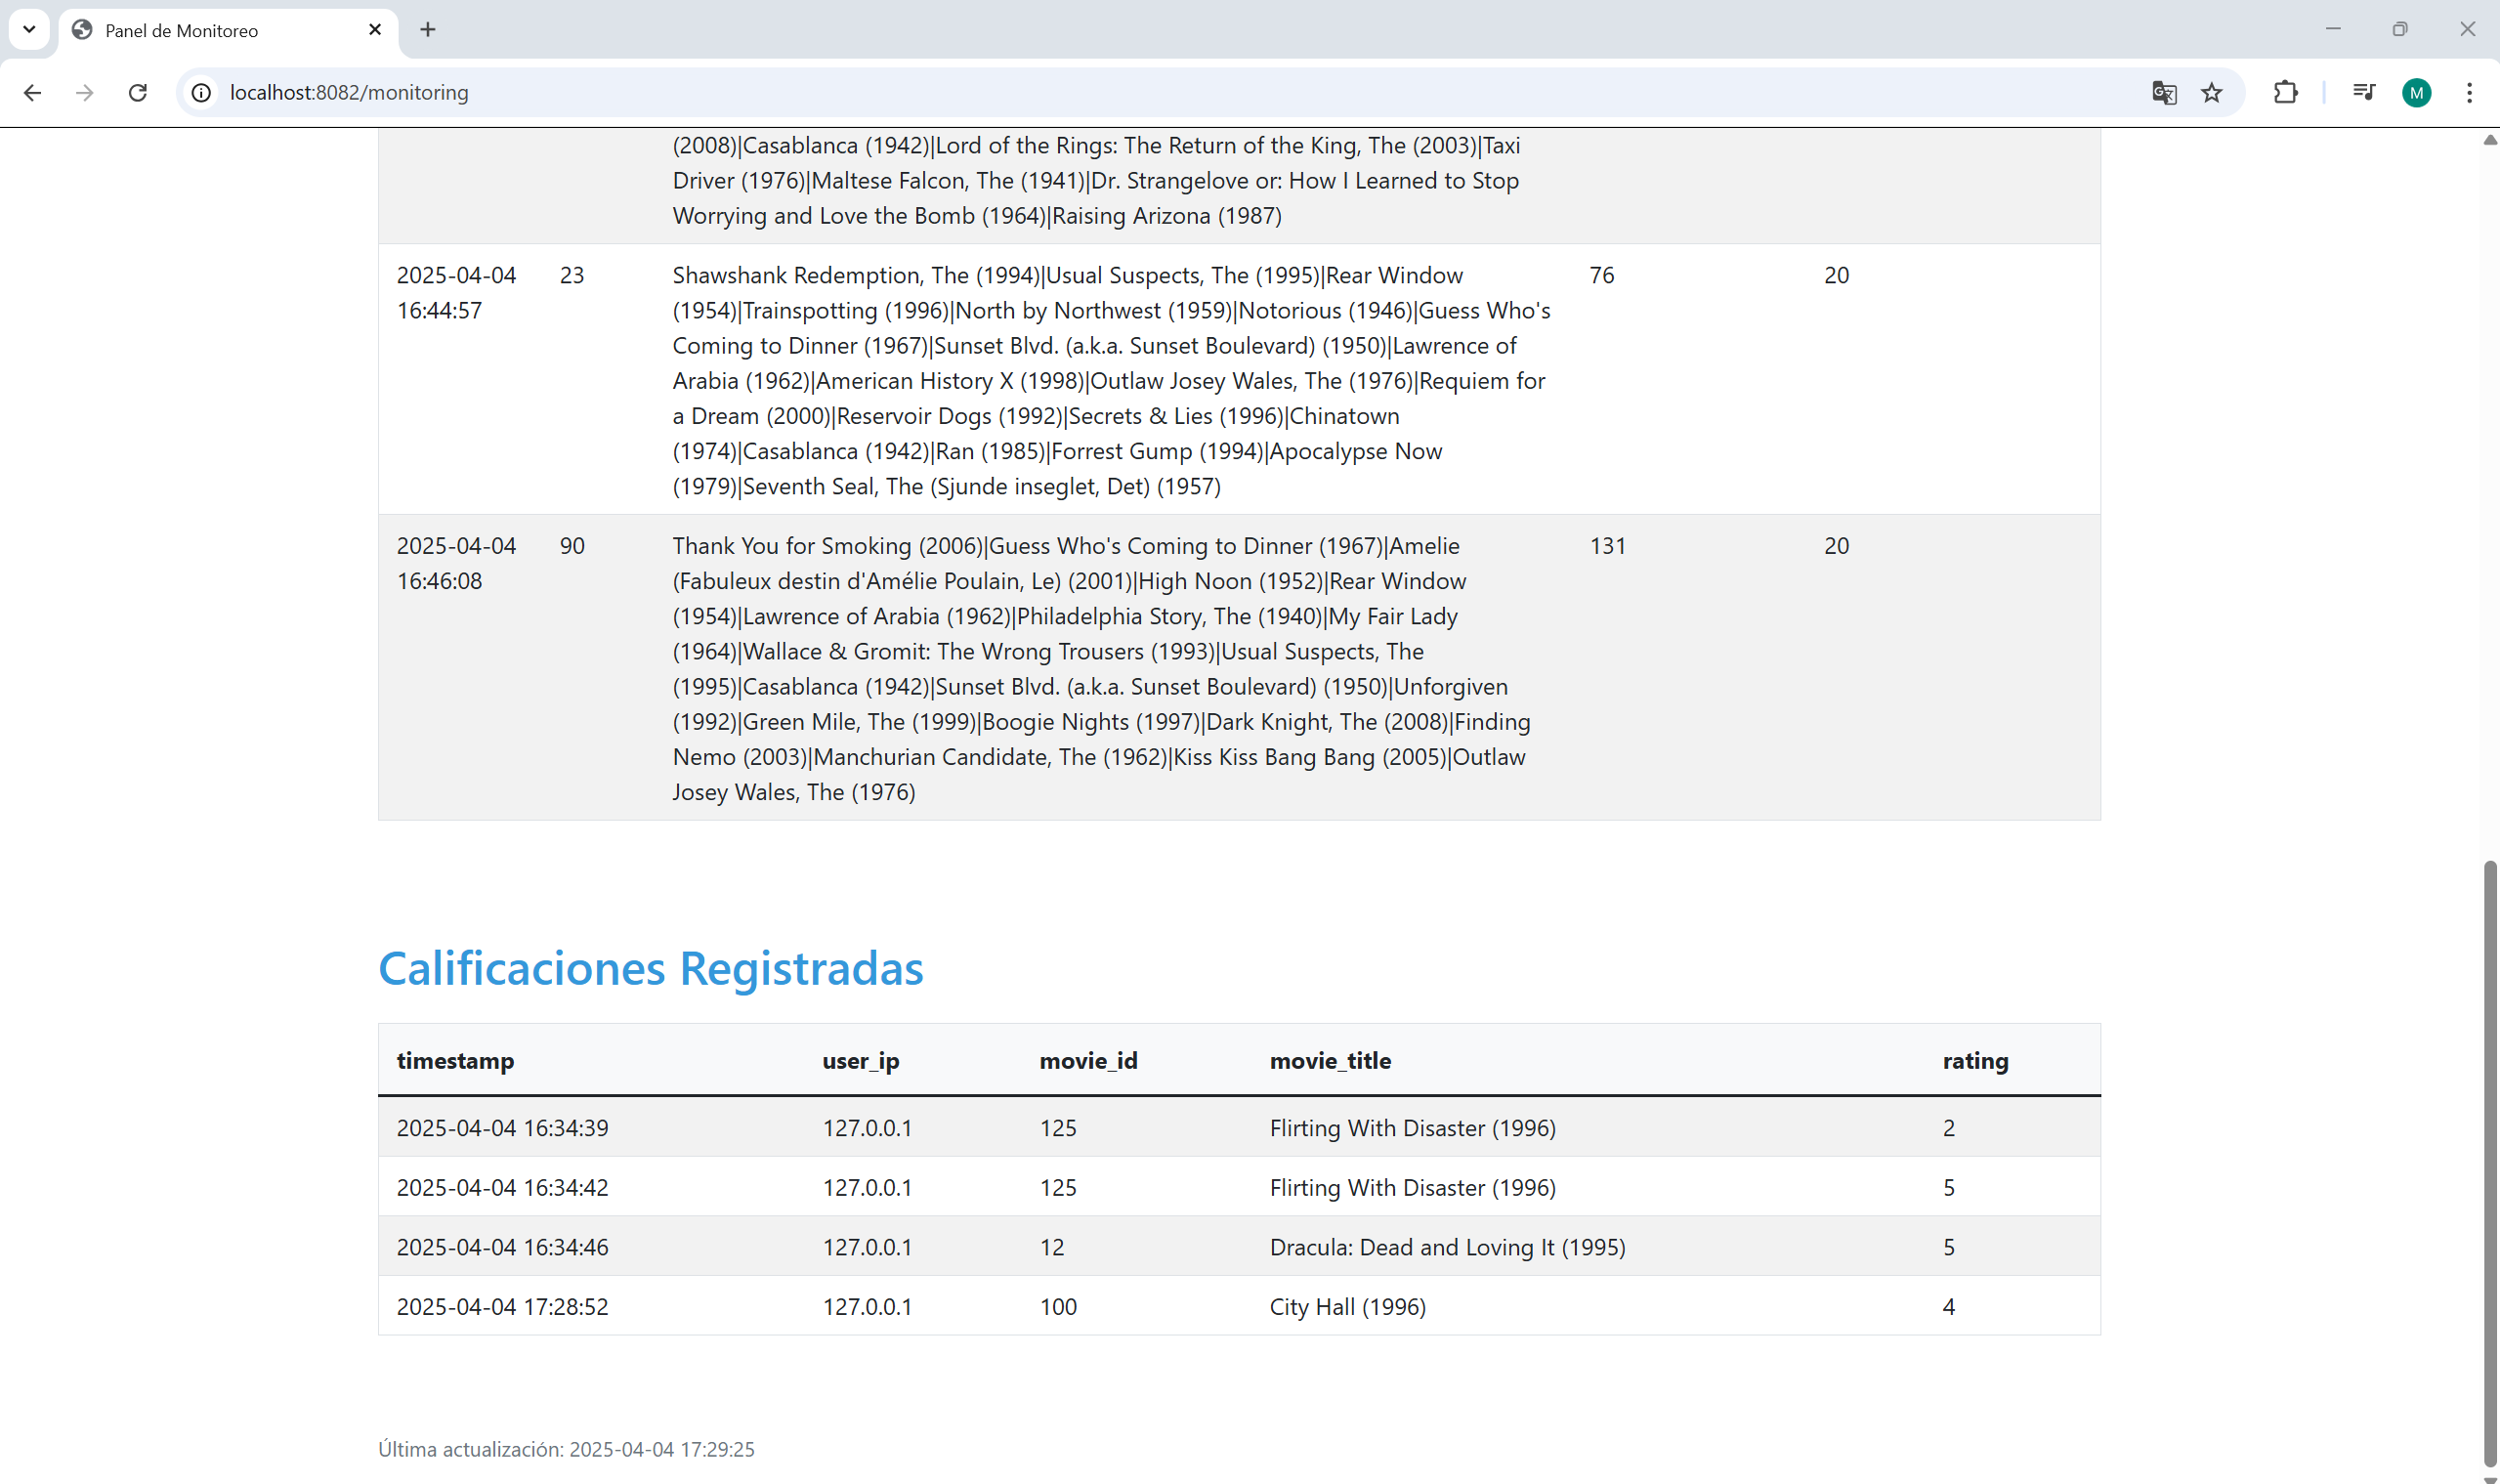 Panel de Monitoreo
localhost:8082/monitoring
M
(2008)|Casablanca (1942)|Lord of the Rings: The Return of the King, The (2003)|Taxi
Driver (1976)|Maltese Falcon, The (1941)|Dr. Strangelove or: How I Learned to Stop
Worrying and Love the Bomb (1964)|Raising Arizona (1987)
2025-04-04 23 Shawshank Redemption, The (1994)|Usual Suspects, The (1995)|Rear Window 76 20
16:44:57 (1954)|Trainspotting (1996)|North by Northwest (1959)|Notorious (1946)|Guess Who's
Coming to Dinner (1967)|Sunset Blvd. (a.k.a. Sunset Boulevard) (1950)|Lawrence of
Arabia (1962)|American History X (1998)|Outlaw Josey Wales, The (1976)|Requiem for
a Dream (2000)|Reservoir Dogs (1992)|Secrets & Lies (1996)|Chinatown
(1974)|Casablanca (1942)|Ran (1985)|Forrest Gump (1994)|Apocalypse Now
(1979)|Seventh Seal, The (Sjunde inseglet, Det) (1957)
2025-04-04 90 Thank You for Smoking (2006)|Guess Who's Coming to Dinner (1967)|Amelie 131 20
16:46:08 (Fabuleux destin d'Amélie Poulain, Le) (2001)|High Noon (1952)|Rear Window
(1954)|Lawrence of Arabia (1962)|Philadelphia Story, The (1940)|My Fair Lady
(1964)|Wallace & Gromit: The Wrong Trousers (1993)|Usual Suspects, The
(1995)|Casablanca (1942)|Sunset Blvd. (a.k.a. Sunset Boulevard) (1950)|Unforgiven
(1992)|Green Mile, The (1999)|Boogie Nights (1997)|Dark Knight, The (2008)|Finding
Nemo (2003)|Manchurian Candidate, The (1962)|Kiss Kiss Bang Bang (2005)|Outlaw
Josey Wales, The (1976)
Calificaciones Registradas
timestamp user_ip movie_id movie_title rating
2025-04-04 16:34:39 127.0.0.1 125 Flirting With Disaster (1996) 2
2025-04-04 16:34:42 127.0.0.1 125 Flirting With Disaster (1996) 5
2025-04-04 16:34:46 127.0.0.1 12 Dracula: Dead and Loving It (1995) 5
2025-04-04 17:28:52 127.0.0.1 100 City Hall (1996) 4
Última actualización: 2025-04-04 17:29:25